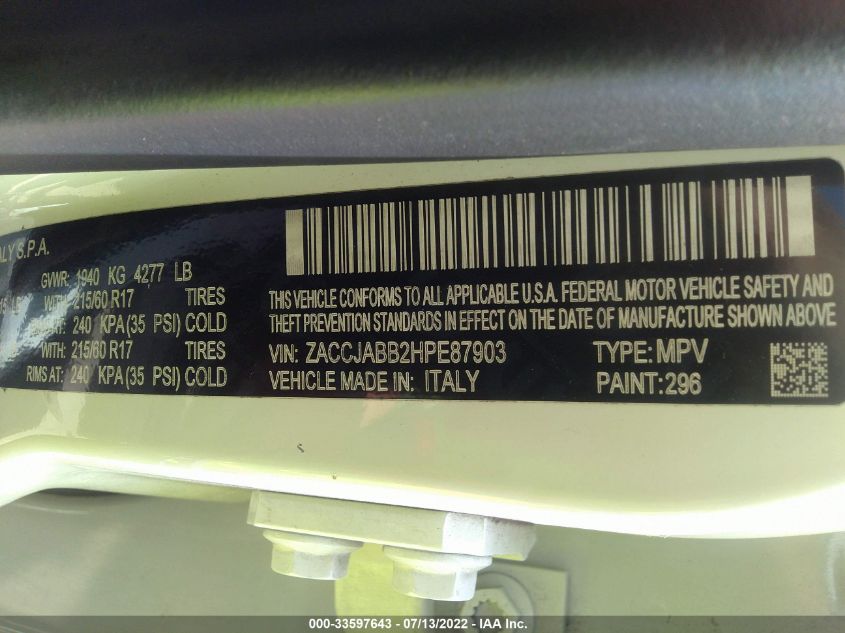 ALY S.P.A.
GVWR: 1940 KG 4277 LB
WITH: 215/60 R17 TIRES
AT: 240 KPA(35 PSI) COLD
WITH: 215/60 R17 TIRES
RIMS AT: 240 KPA(35 PSI) COLD
THIS VEHICLE CONFORMS TO ALL APPLICABLE U.S.A. FEDERAL MOTOR VEHICLE SAFETY AND
THEFT PREVENTION STANDARDS IN EFFECT ON THE DATE OF MANUFACTURE SHOWN ABOVE
VIN: ZACCJABB2HPE87903 TYPE: MPV
VEHICLE MADE IN: ITALY PAINT: 296
000-33597643 - 07/13/2022 - IAA Inc.